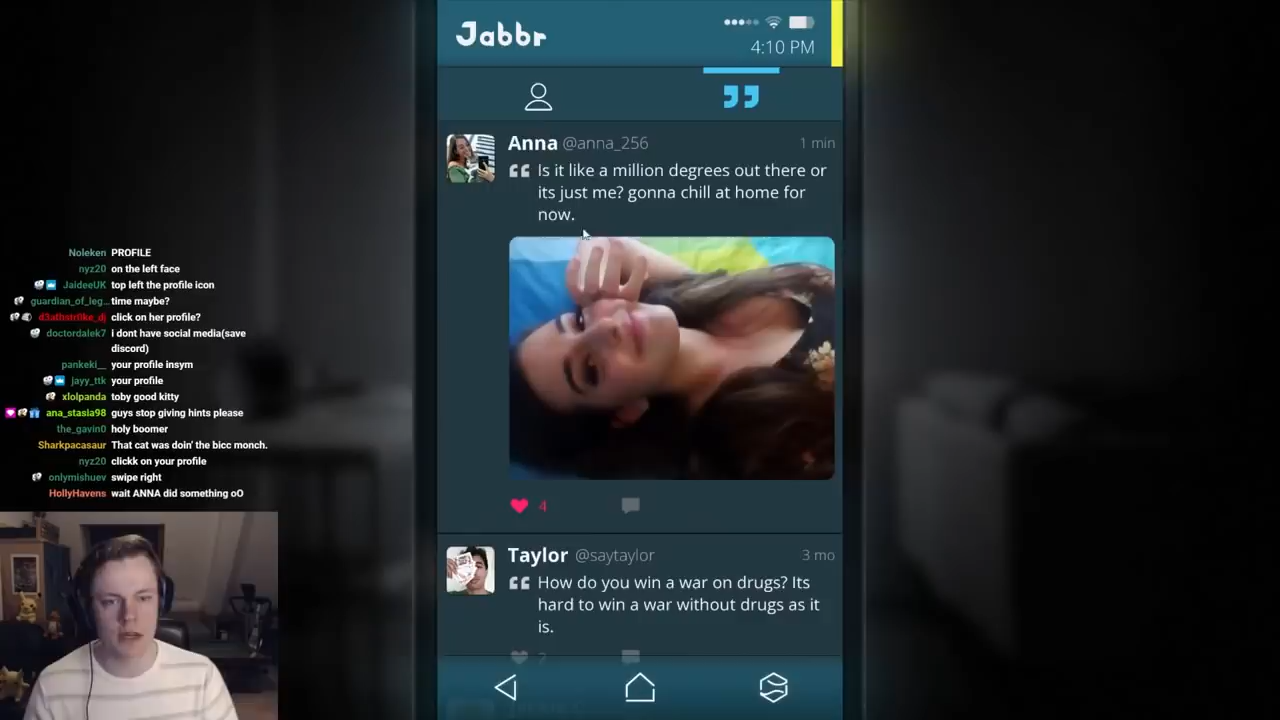 Jabbr
4:10 PM
Anna @anna_256 1 min
Is it like a million degrees out there or
its just me? gonna chill at home for
now.
4
Taylor @saytaylor 3 mo
How do you win a war on drugs? Its
hard to win a war without drugs as it
is.
2
Noleken PROFILE
nyz20 on the left face
JaideeUK top left the profile icon
guardian_of_leg... time maybe?
d3athstrilke_dj click on her profile?
doctordalek7 i dont have social media(save
discord)
pankeki__ your profile insym
jayy_ttk your profile
xlolpanda toby good kitty
ana_stasia98 guys stop giving hints please
the_gavin0 holy boomer
Sharkpacasaur That cat was doin' the bicc monch.
nyz20 clickk on your profile
onlymishuev swipe right
HollyHavens wait ANNA did something oO